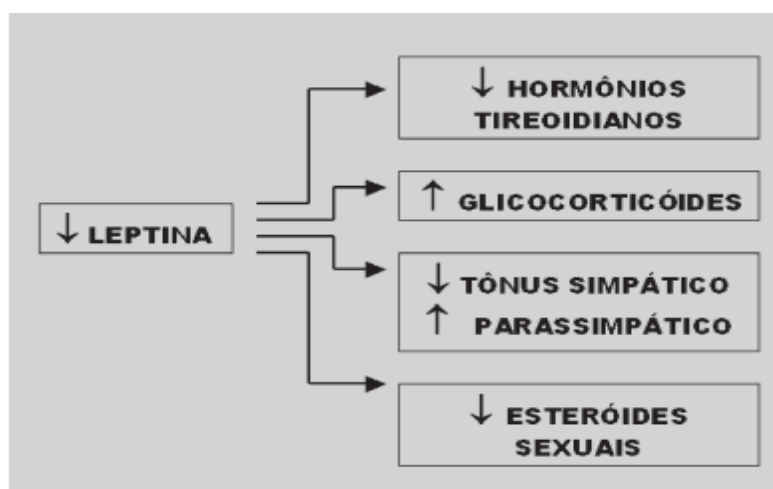 ↓ HORMÔNIOS
TIREOIDIANOS
↑ GLICOCORTICÓIDES
↓ LEPTINA
↓ TÔNUS SIMPÁTICO
↑ PARASSIMPÁTICO
↓ ESTERÓIDES
SEXUAIS